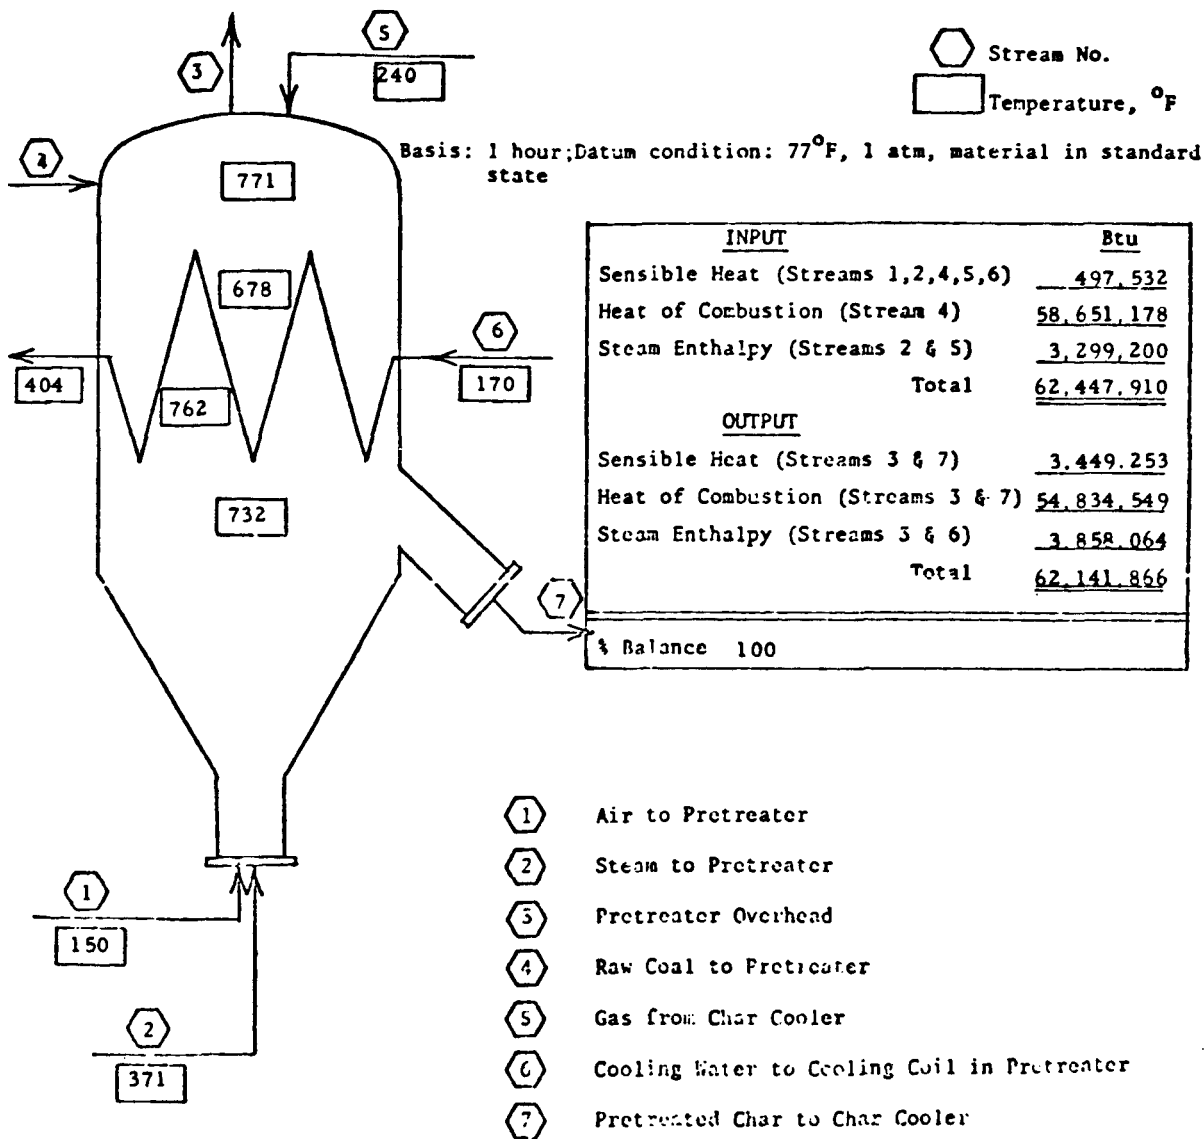 5
Stream No.
3
240
Temperature, °F
Basis: 1 hour;Datum condition: 77°F, 1 atm, material in standard
state
4
771
INPUT Btu
Sensible Heat (Streams 1,2,4,5,6) 497,532
678
Heat of Combustion (Stream 4) 58,651,178
6
Steam Enthalpy (Streams 2 & 5) 3,299,200
404
170
Total 62,447,910
762
OUTPUT
Sensible Heat (Streams 3 & 7) 3.449.253
Heat of Combustion (Streams 3 & 7) 54,834,549
732
Steam Enthalpy (Streams 3 & 6) 3.858.064
Total 62,141,866
7
% Balance 100
1 Air to Pretreater
2 Steam to Pretreater
1
3 Pretreater Overhead
150
4 Raw Coal to Pretreater
2
5 Gas from Char Cooler
371
6 Cooling Water to Cooling Coil in Pretreater
7 Pretreated Char to Char Cooler